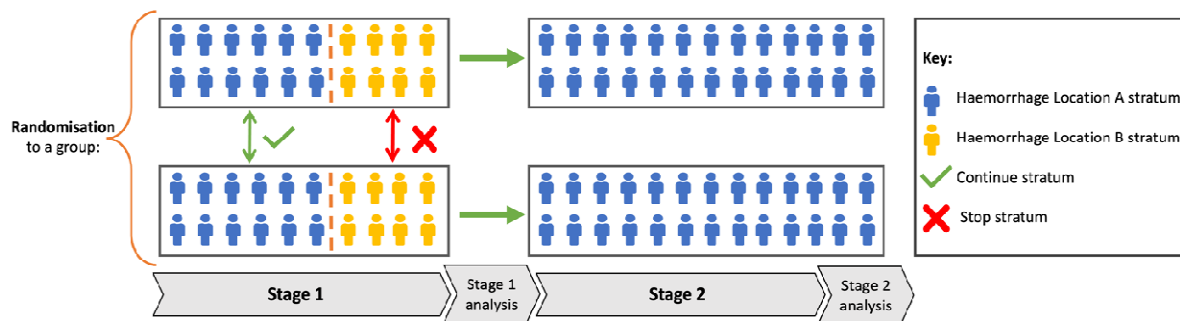 Randomisation
to a group:
Key:
Haemorrhage Location A stratum
Haemorrhage Location B stratum
Continue stratum
Stop stratum
Stage 1
Stage 1
analysis
Stage 2
Stage 2
analysis